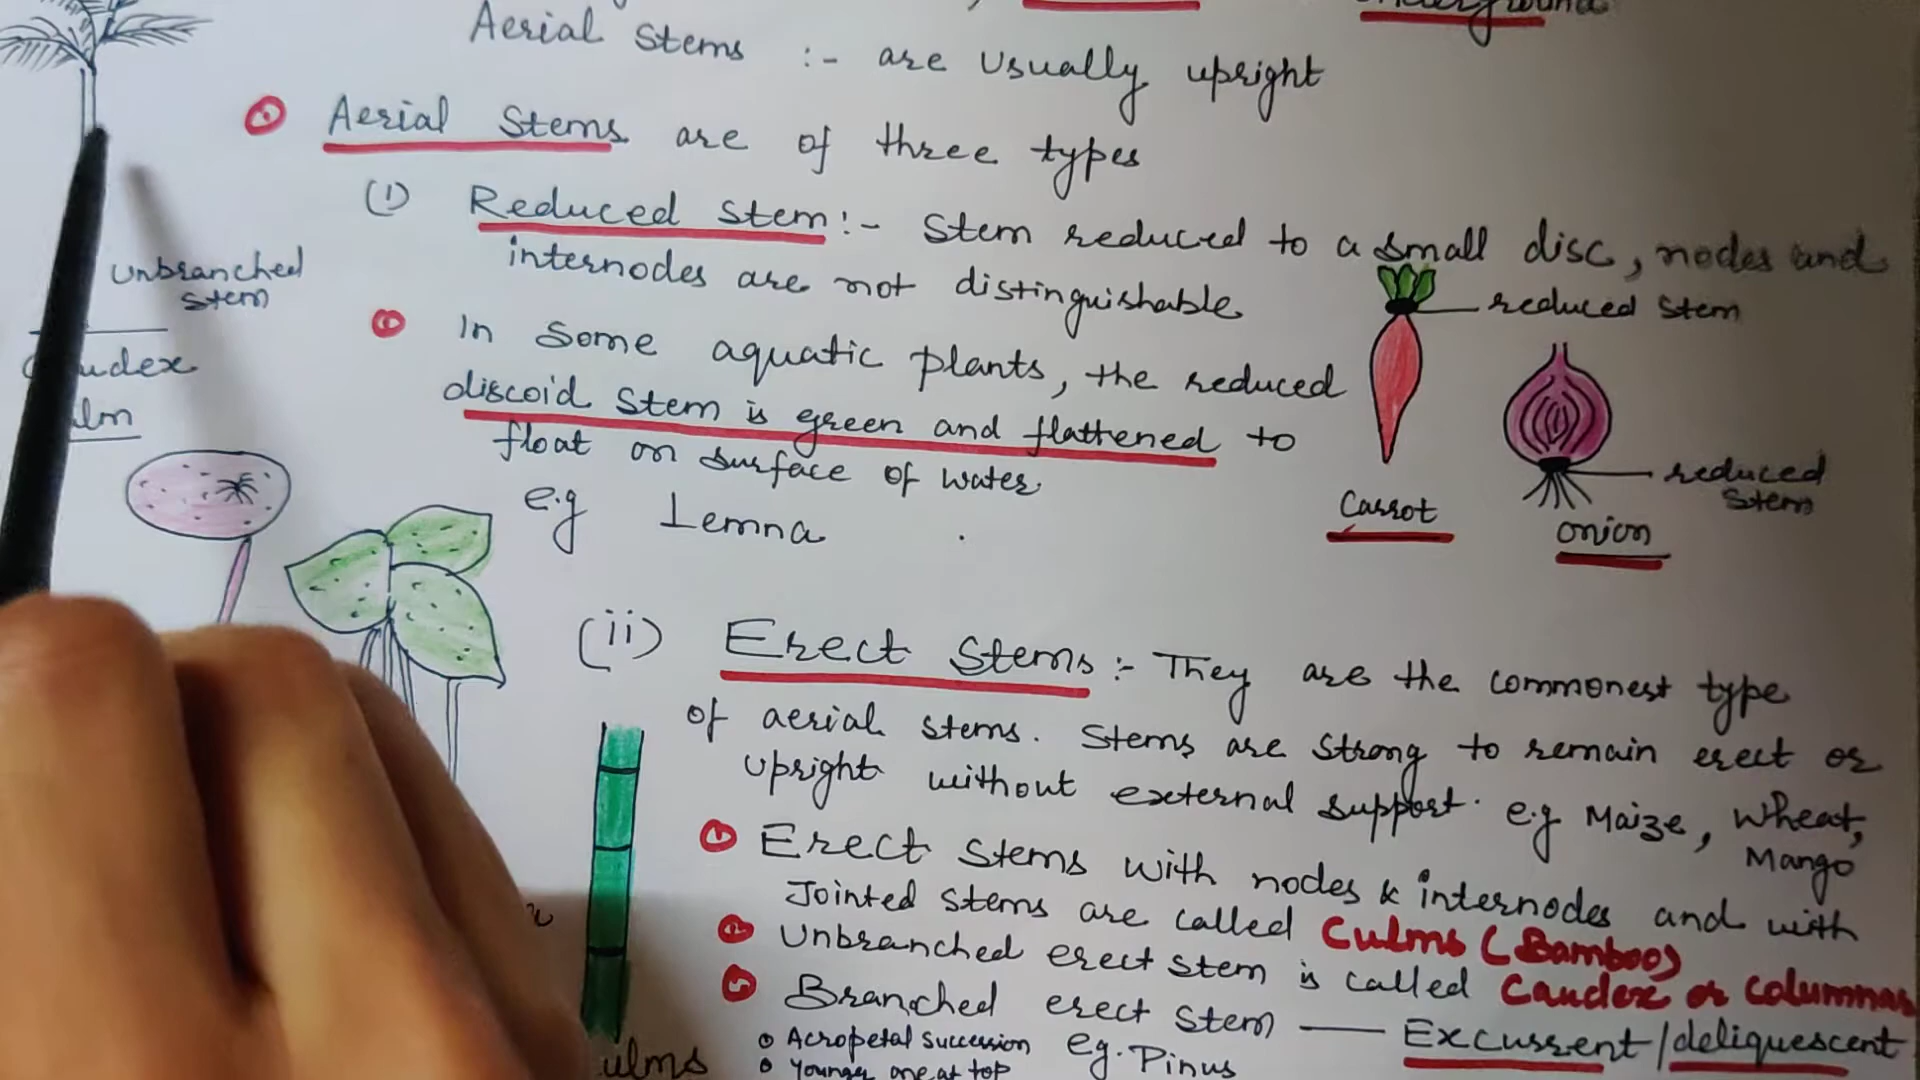 Underground
Aerial Stems :- are usually upright
Aerial Stems are of three types
(1) Reduced Stem :- Stem reduced to a small disc, nodes and
internodes are not distinguishable
reduced Stem
In some aquatic plants, the reduced
discoid Stem is green and flattened to
float on surface of water
e.g Lemna
Carrot
reduced
Stem
onion
unbranched
stem
(ii) Erect Stems :- They are the commonest type
of aerial stems. Stems are strong to remain erect or
upright without external support. e.g Maize, Wheat,
Mango
1 Erect Stems with nodes & internodes and with
Jointed stems are called Culms (Bamboo)
2 Unbranched erect stem is called Caudex or columnar
Branched erect stem — Excurrent/deliquescent
Acropetal succession eg. Pinus
Younger one at top
ulms